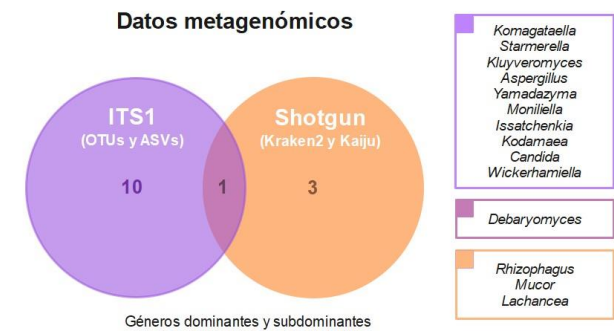 Datos metagenómicos
ITS1
(OTUs y ASVs)
Shotgun
(Kraken2 y Kaiju)
10
1
3
Géneros dominantes y subdominantes
Komagataella
Starmerella
Kluyveromyces
Aspergillus
Yamadazyma
Moniliella
Issatchenkia
Kodamaea
Candida
Wickerhamiella
Debaryomyces
Rhizophagus
Mucor
Lachancea